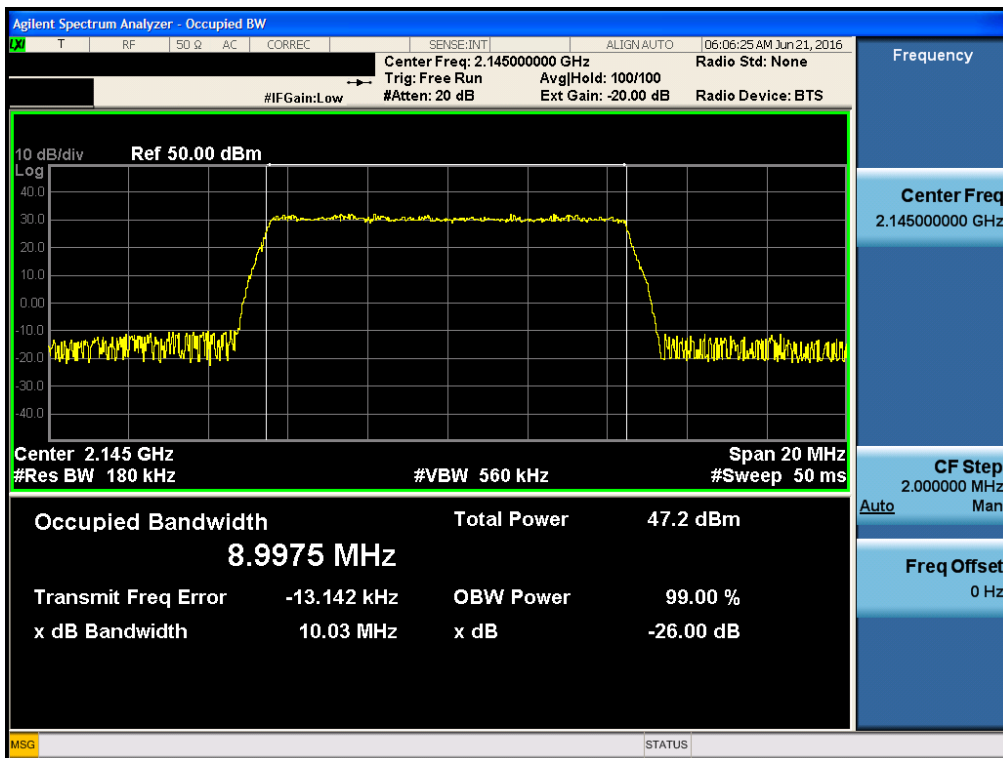 Agilent Spectrum Analyzer - Occupied BW
LXI T RF 50 Ω AC CORREC SENSE:INT ALIGN AUTO 06:06:25 AM Jun 21, 2016
Center Freq: 2.145000000 GHz Radio Std: None
Trig: Free Run Avg|Hold: 100/100
#IFGain:Low #Atten: 20 dB Ext Gain: -20.00 dB Radio Device: BTS
10 dB/div Ref 50.00 dBm
Log
40.0
30.0
20.0
10.0
0.00
-10.0
-20.0
-30.0
-40.0
Center 2.145 GHz Span 20 MHz
#Res BW 180 kHz #VBW 560 kHz #Sweep 50 ms
Occupied Bandwidth Total Power 47.2 dBm
8.9975 MHz
Transmit Freq Error -13.142 kHz OBW Power 99.00 %
x dB Bandwidth 10.03 MHz x dB -26.00 dB
Frequency
Center Freq
2.145000000 GHz
CF Step
2.000000 MHz
Auto Man
Freq Offset
0 Hz
MSG STATUS